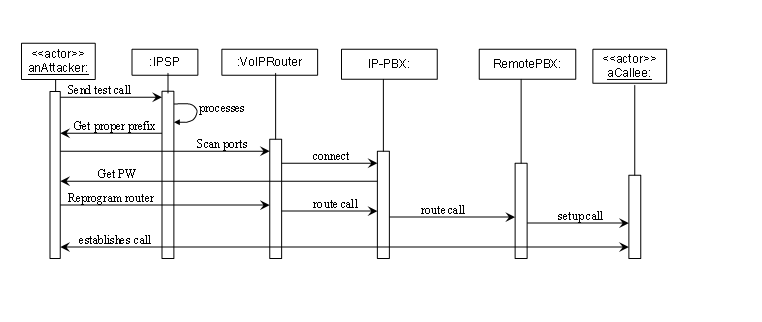 <<actor>>
anAttacker:
:IPSP
:VoIPRouter
IP-PBX:
RemotePBX:
<<actor>>
aCallee:
Send test call
processes
Get proper prefix
Scan ports
connect
Get PW
Reprogram router
route call
route call
setup call
establishes call